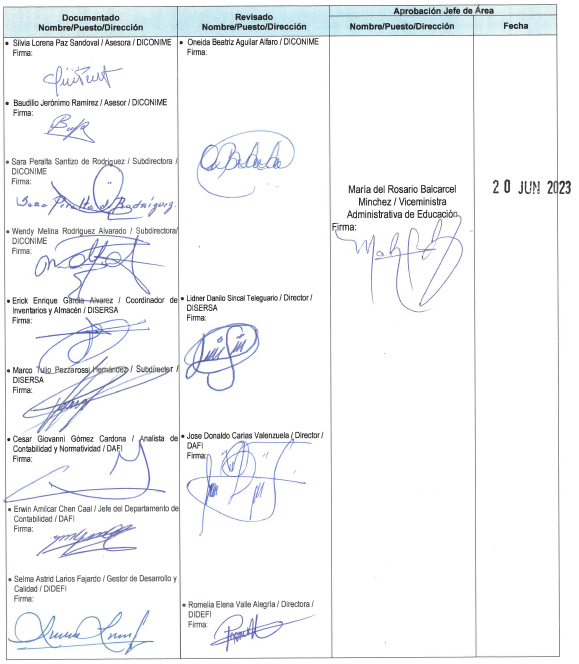 Documentado
Nombre/Puesto/Dirección
Revisado
Nombre/Puesto/Dirección
Aprobación Jefe de Área
Nombre/Puesto/Dirección
Fecha
• Silvia Lorena Paz Sandoval / Asesora / DICONIME
Firma:
• Baudilio Jerónimo Ramírez / Asesor / DICONIME
Firma:
• Sara Peralta Santizo de Rodriguez / Subdirectora /
DICONIME
Firma:
Sara Peralta d Rodríguez
• Wendy Melina Rodriguez Alvarado / Subdirectora/
DICONIME
Firma:
• Erick Enrique García Alvarez / Coordinador de
Inventarios y Almacén / DISERSA
Firma:
• Marco Tulio Pezzarossi Hernández / Subdirector /
DISERSA
Firma:
• Cesar Giovanni Gómez Cardona / Analista de
Contabilidad y Normatividad / DAFI
Firma:
• Erwin Amilcar Chen Caal / Jefe del Departamento de
Contabilidad / DAFI
Firma:
• Selma Astrid Larios Fajardo / Gestor de Desarrollo y
Calidad / DIDEFI
Firma:
• Oneida Beatriz Aguilar Alfaro / DICONIME
Firma:
• Lidner Danilo Sincal Teleguario / Director /
DISERSA
Firma:
• Jose Donaldo Carias Valenzuela / Director /
DAFI
Firma:
• Romelia Elena Valle Alegría / Directora /
DIDEFI
Firma:
María del Rosario Balcarcel
Minchez / Viceministra
Administrativa de Educación
Firma:
20 JUN 2023